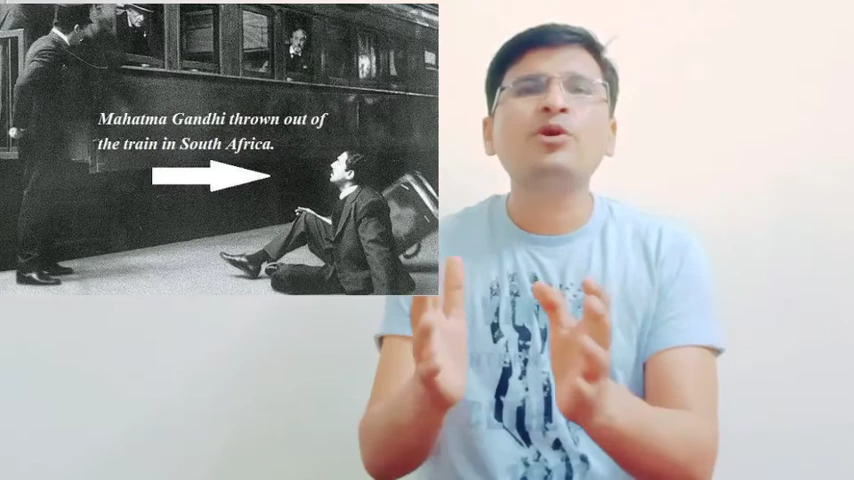 Mahatma Gandhi thrown out of
the train in South Africa.